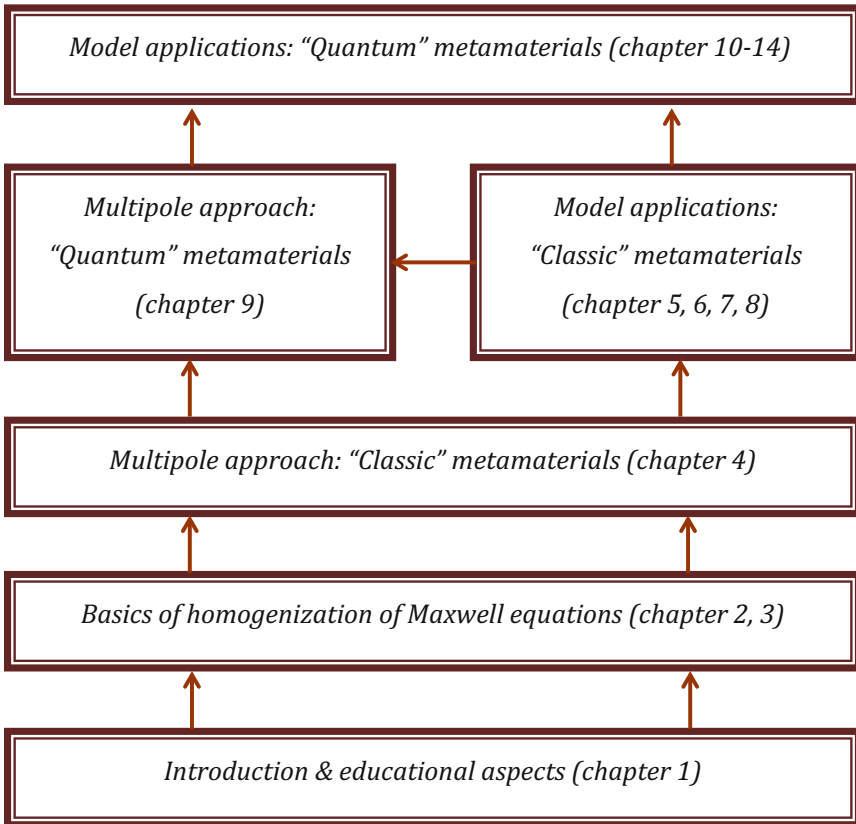 Model applications: “Quantum” metamaterials (chapter 10-14)
Multipole approach:
“Quantum” metamaterials
(chapter 9)
Model applications:
“Classic” metamaterials
(chapter 5, 6, 7, 8)
Multipole approach: “Classic” metamaterials (chapter 4)
Basics of homogenization of Maxwell equations (chapter 2, 3)
Introduction & educational aspects (chapter 1)